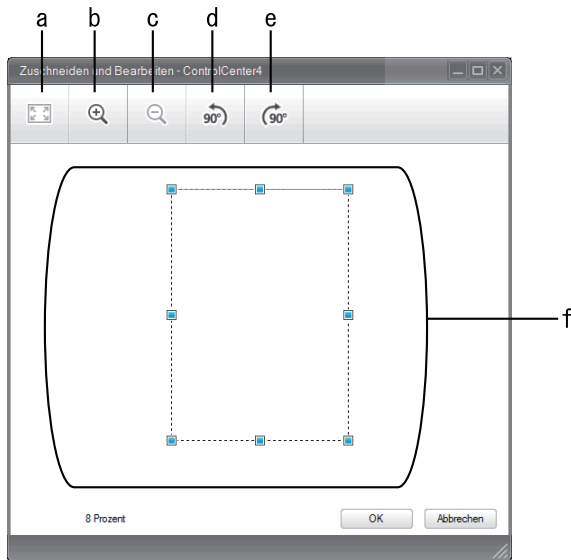 a b c d e
Zuschneiden und Bearbeiten - ControlCenter4
90° 90°
f
8 Prozent OK Abbrechen